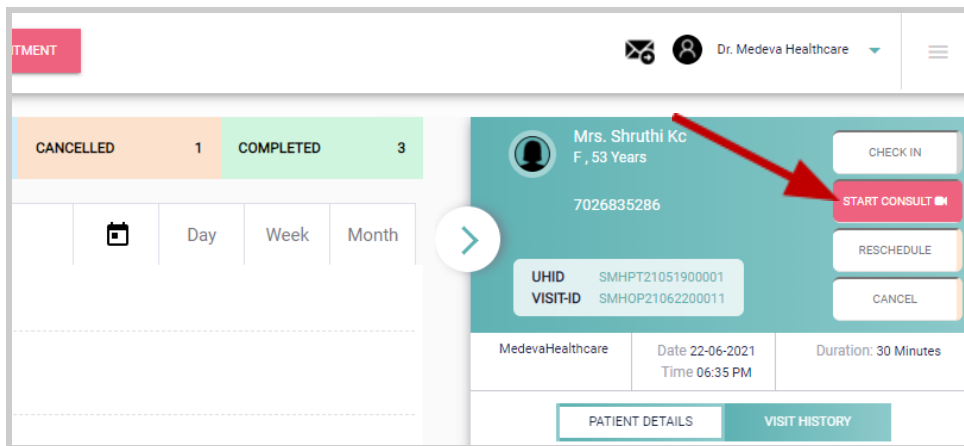 TMENT
Dr. Medeva Healthcare
CANCELLED 1 COMPLETED 3
Day Week Month
Mrs. Shruthi Kc
F , 53 Years
7026835286
UHID SMHPT21051900001
VISIT-ID SMHOP21062200011
CHECK IN
START CONSULT
RESCHEDULE
CANCEL
MedevaHealthcare
Date 22-06-2021
Time 06:35 PM
Duration: 30 Minutes
PATIENT DETAILS VISIT HISTORY